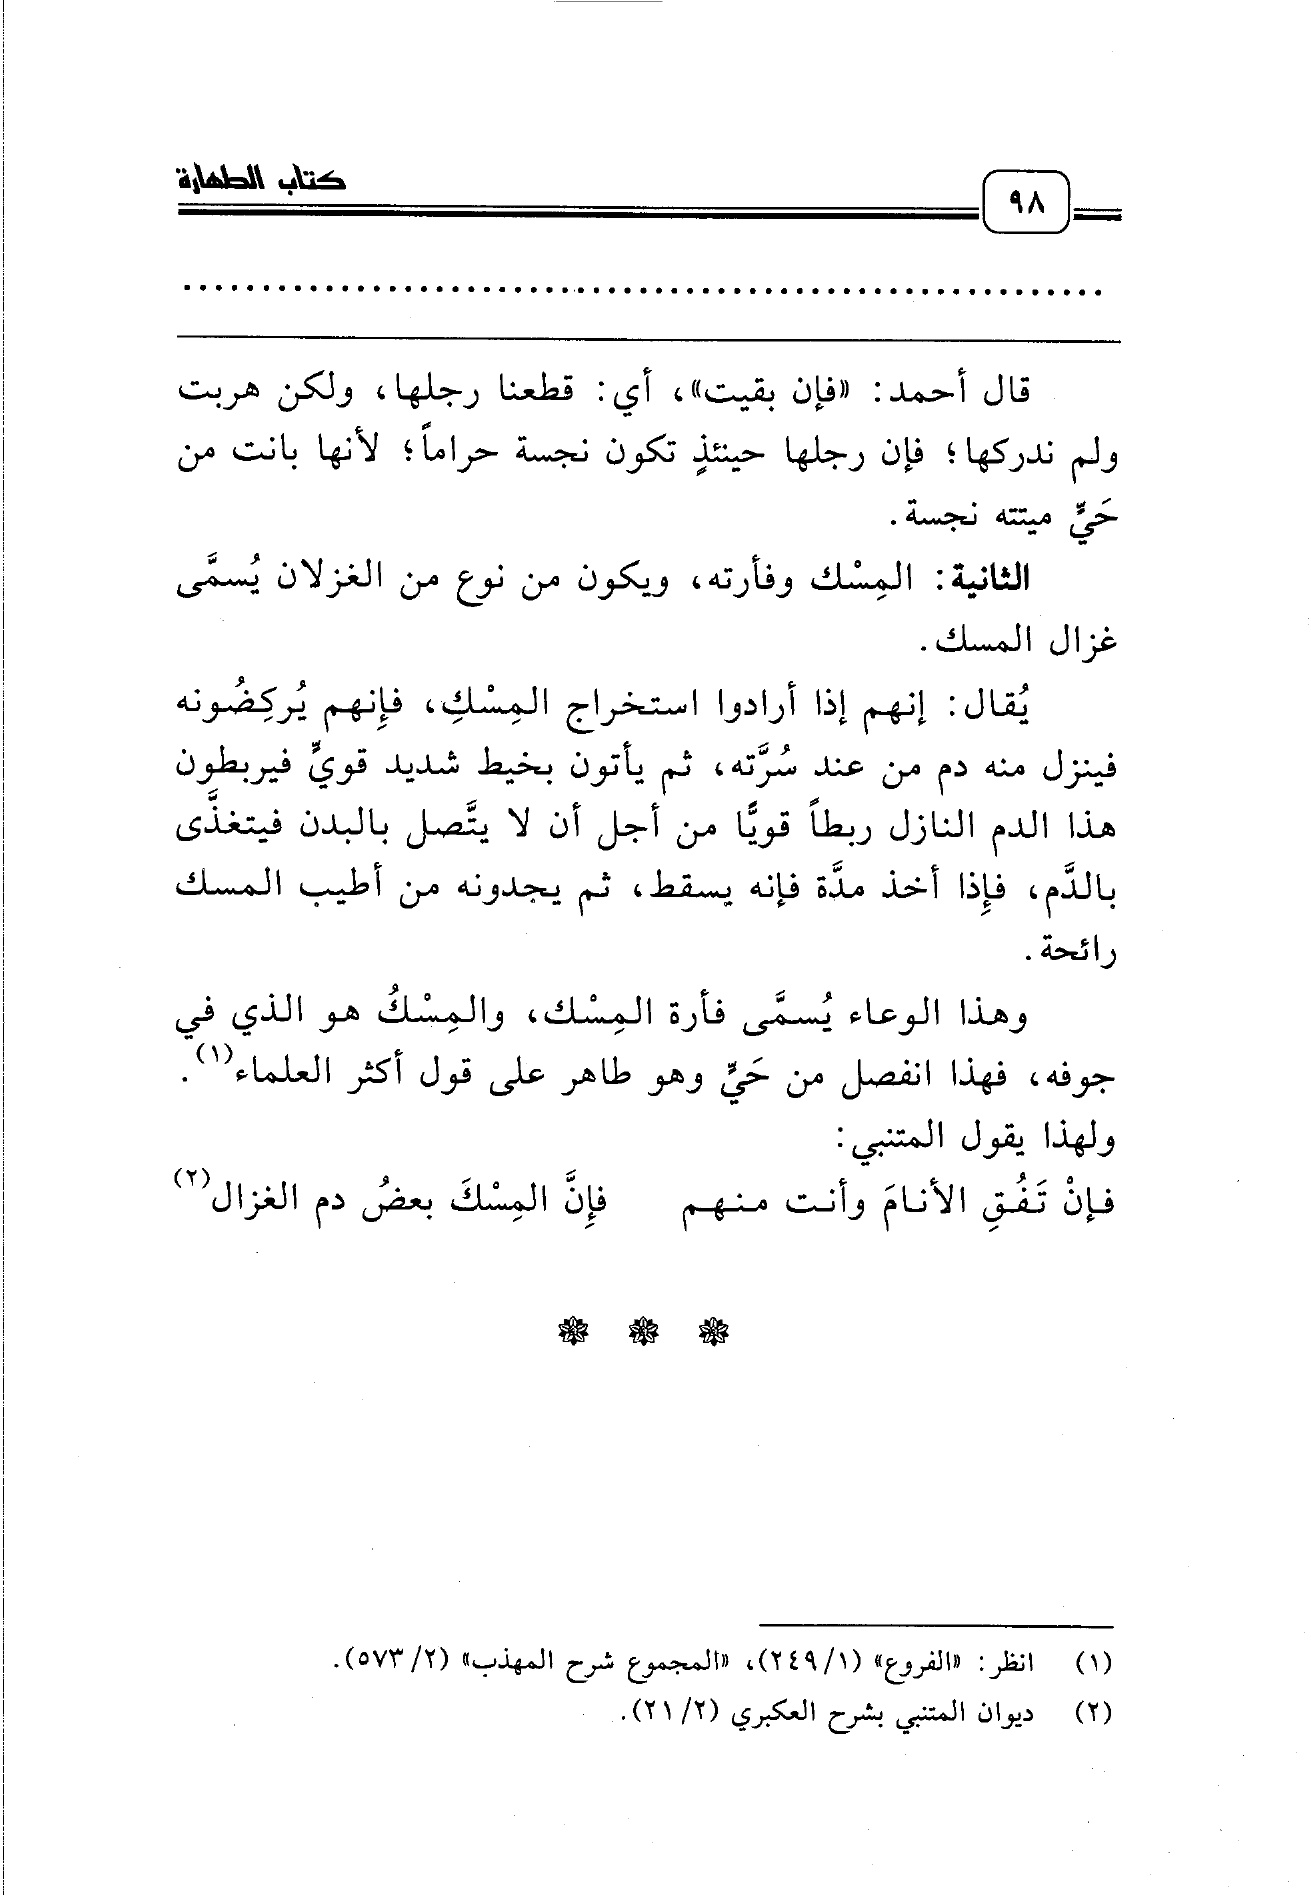 كتاب الطهارة
٩٨
..........................................................
قال أحمد: «فإن بقيت»، أي: قطعنا رجلها، ولكن هربت
ولم ندركها؛ فإن رجلها حينئذٍ تكون نجسة حراماً؛ لأنها بانت من
حَيٍّ ميتته نجسة.
الثانية: المِسْك وفأرته، ويكون من نوع من الغزلان يُسمَّى
غزال المسك.
يُقال: إنهم إذا أرادوا استخراج المِسْكِ، فإِنهم يُركِضُونه
فينزل منه دم من عند سُرَّته، ثم يأتون بخيط شديد قويٍّ فيربطون
هذا الدم النازل ربطاً قويًّا من أجل أن لا يتَّصل بالبدن فيتغذَّى
بالدَّم، فإِذا أخذ مدَّة فإنه يسقط، ثم يجدونه من أطيب المسك
رائحة.
وهذا الوعاء يُسمَّى فأرة المِسْك، والمِسْكُ هو الذي في
جوفه، فهذا انفصل من حَيٍّ وهو طاهر على قول أكثر العلماء(١).
ولهذا يقول المتنبي:
فإنْ تَفُقِ الأنامَ وأنت منهم فإِنَّ المِسْكَ بعضُ دم الغزال(٢)
(١) انظر: «الفروع» (٢٤٩/١)، «المجموع شرح المهذب» (٥٧٣/٢).
(٢) ديوان المتنبي بشرح العكبري (٢١/٢).